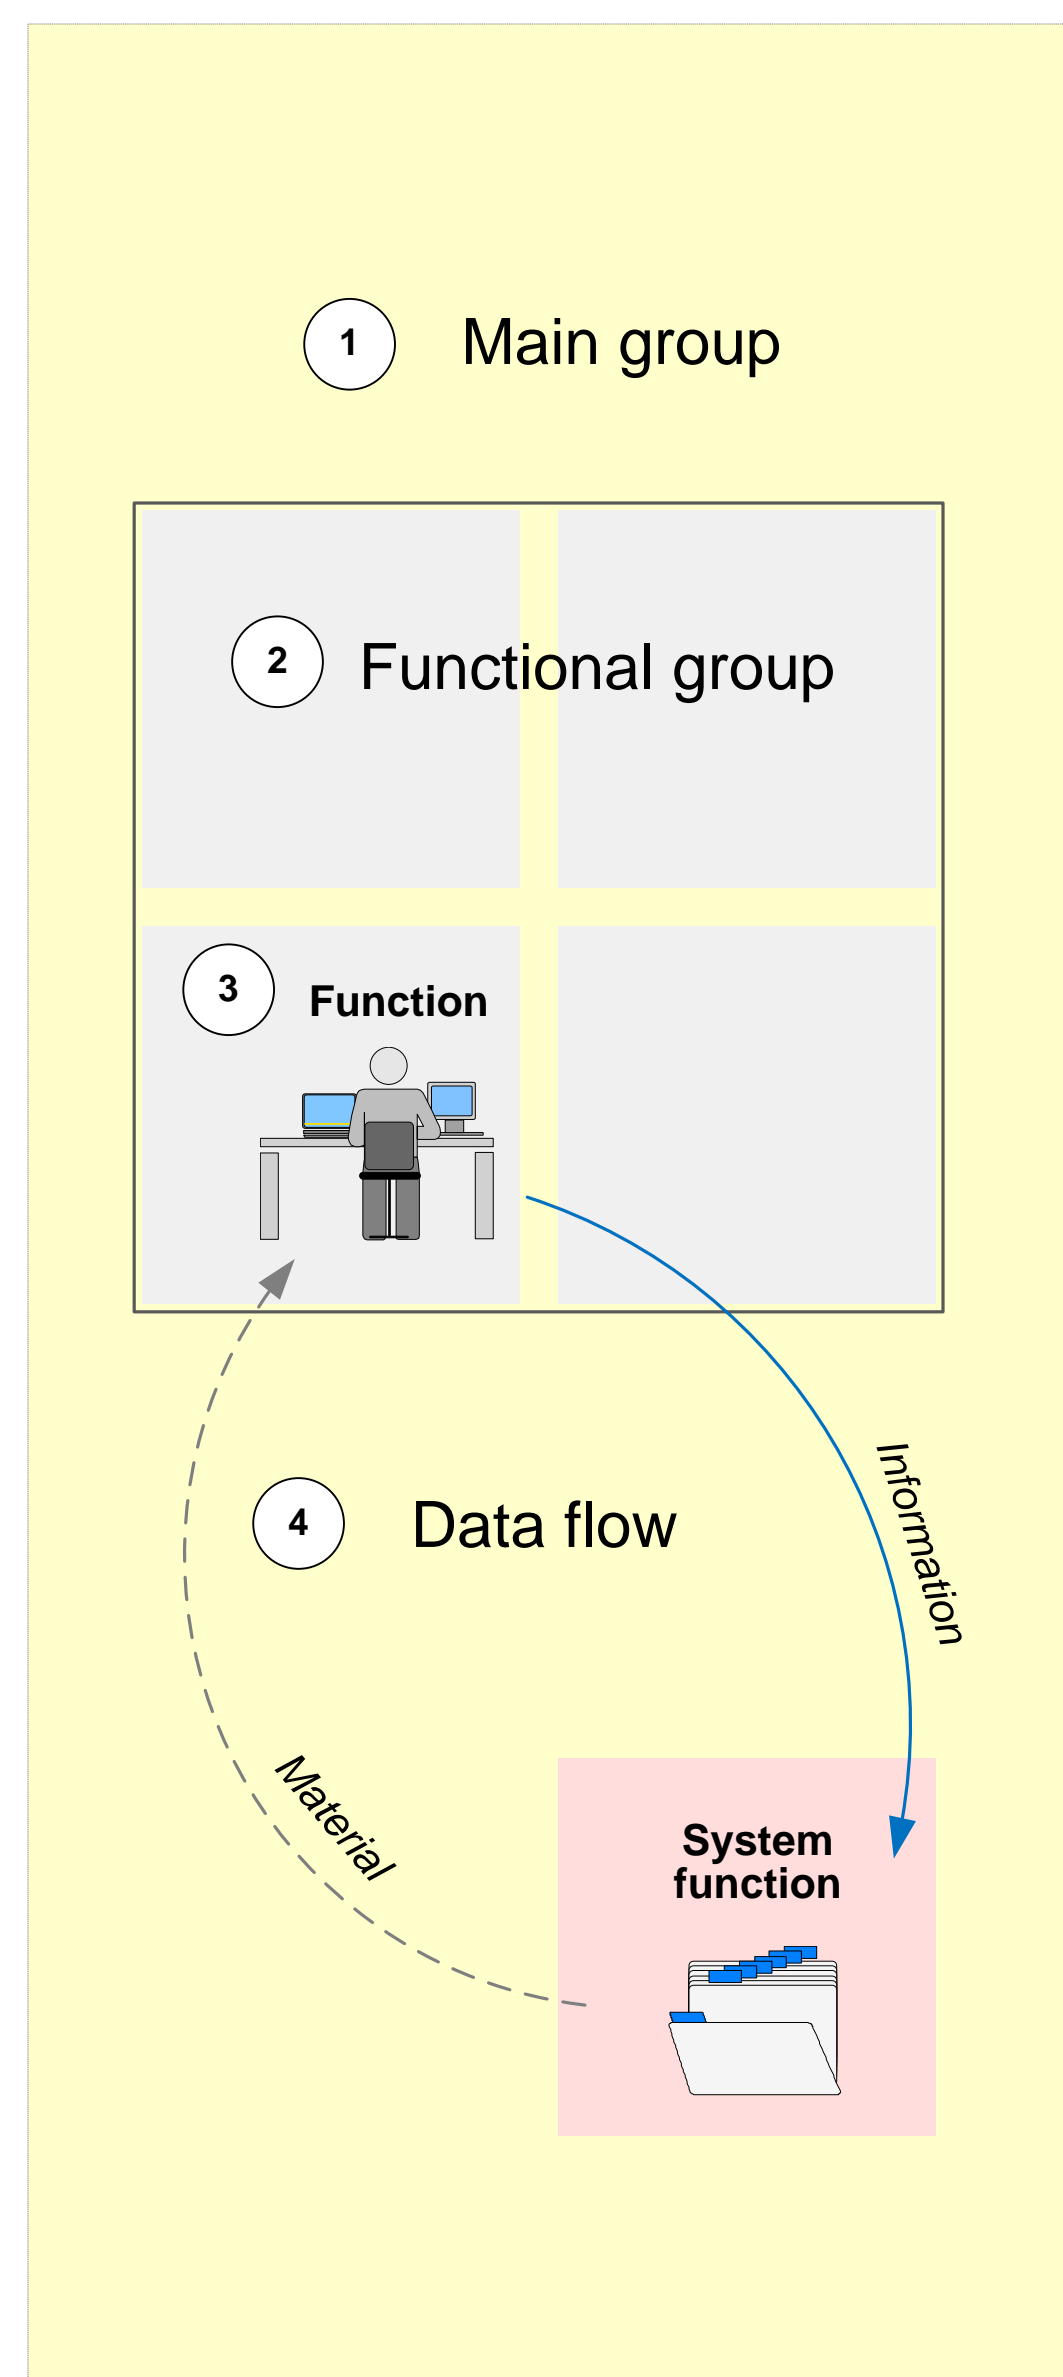 1 Main group
2 Functional group
3 Function
Information
4 Data flow
Material
System
function